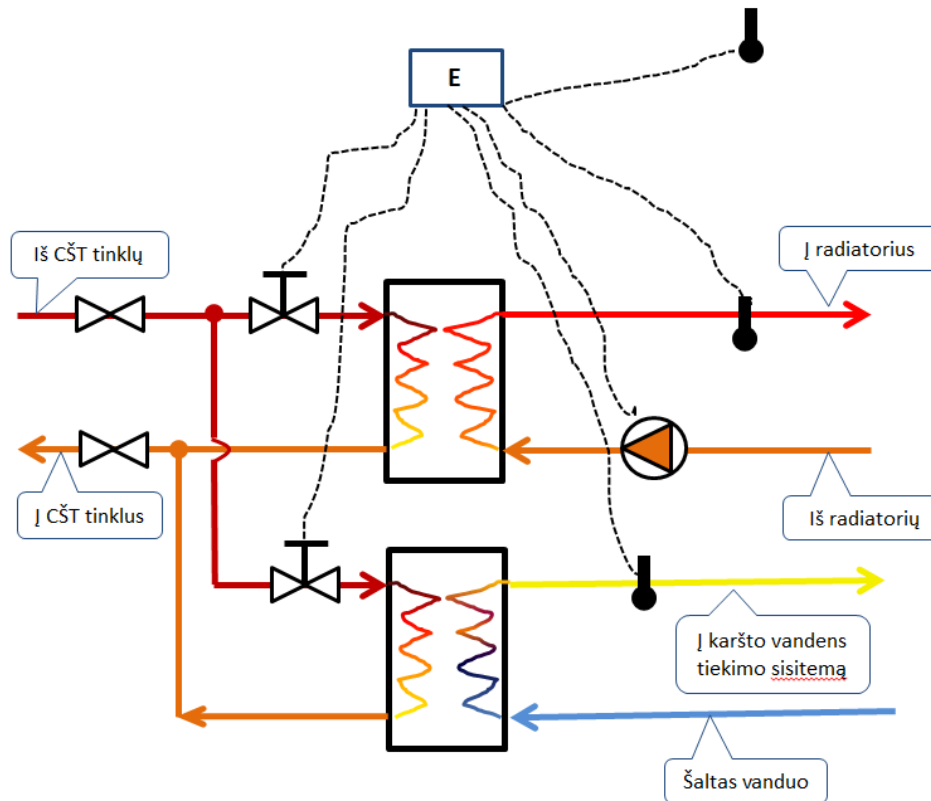 E
Iš CŠT tinklų
Į radiatorius
Į CŠT tinklus
Iš radiatorių
Į karšto vandens
tiekimo sisitemą
Šaltas vanduo